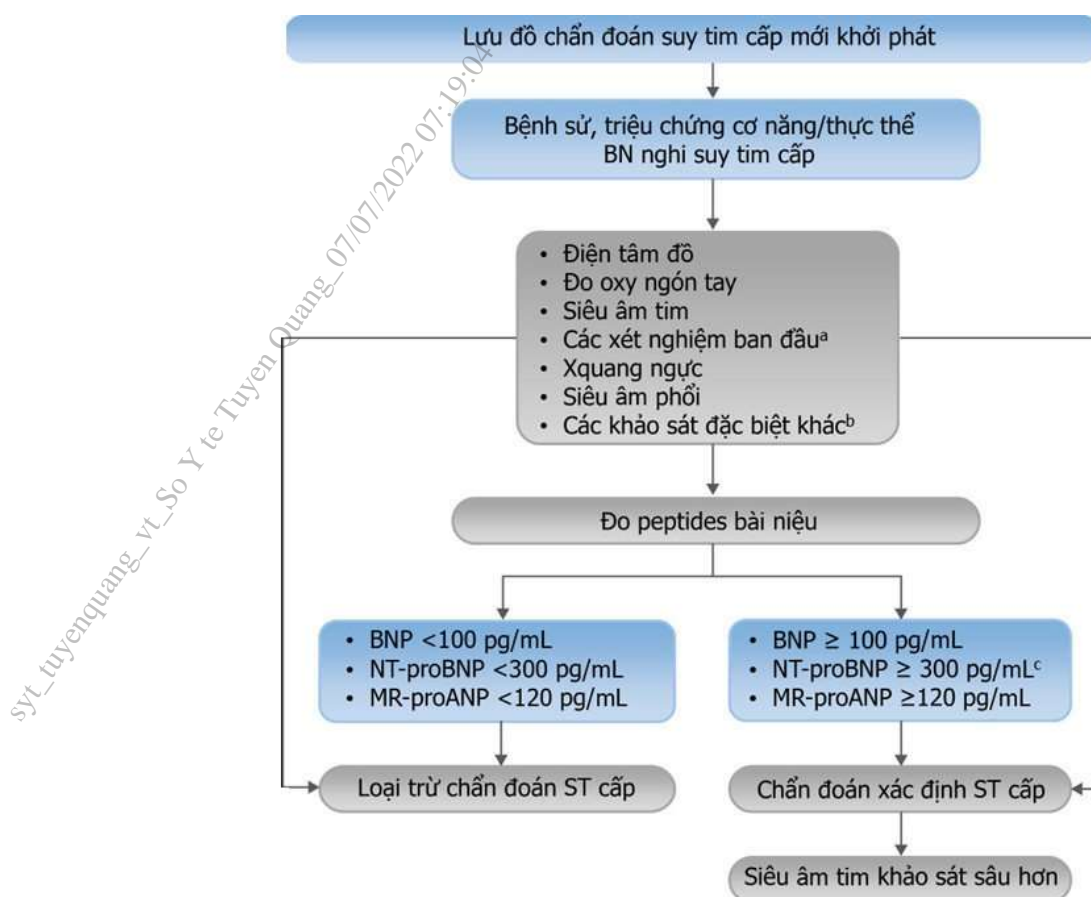 Lưu đồ chẩn đoán suy tim cấp mới khởi phát
Bệnh sử, triệu chứng cơ năng/thực thể
BN nghi suy tim cấp
• Điện tâm đồ
• Đo oxy ngón tay
• Siêu âm tim
• Các xét nghiệm ban đầuᵃ
• Xquang ngực
• Siêu âm phổi
• Các khảo sát đặc biệt khácᵇ
Đo peptides bài niệu
• BNP <100 pg/mL
• NT-proBNP <300 pg/mL
• MR-proANP <120 pg/mL
• BNP ≥ 100 pg/mL
• NT-proBNP ≥ 300 pg/mLᶜ
• MR-proANP ≥120 pg/mL
Loại trừ chẩn đoán ST cấp
Chẩn đoán xác định ST cấp
Siêu âm tim khảo sát sâu hơn
syt_tuyenquang_vt_So Y te Tuyen Quang_07/07/2022 07:19:04